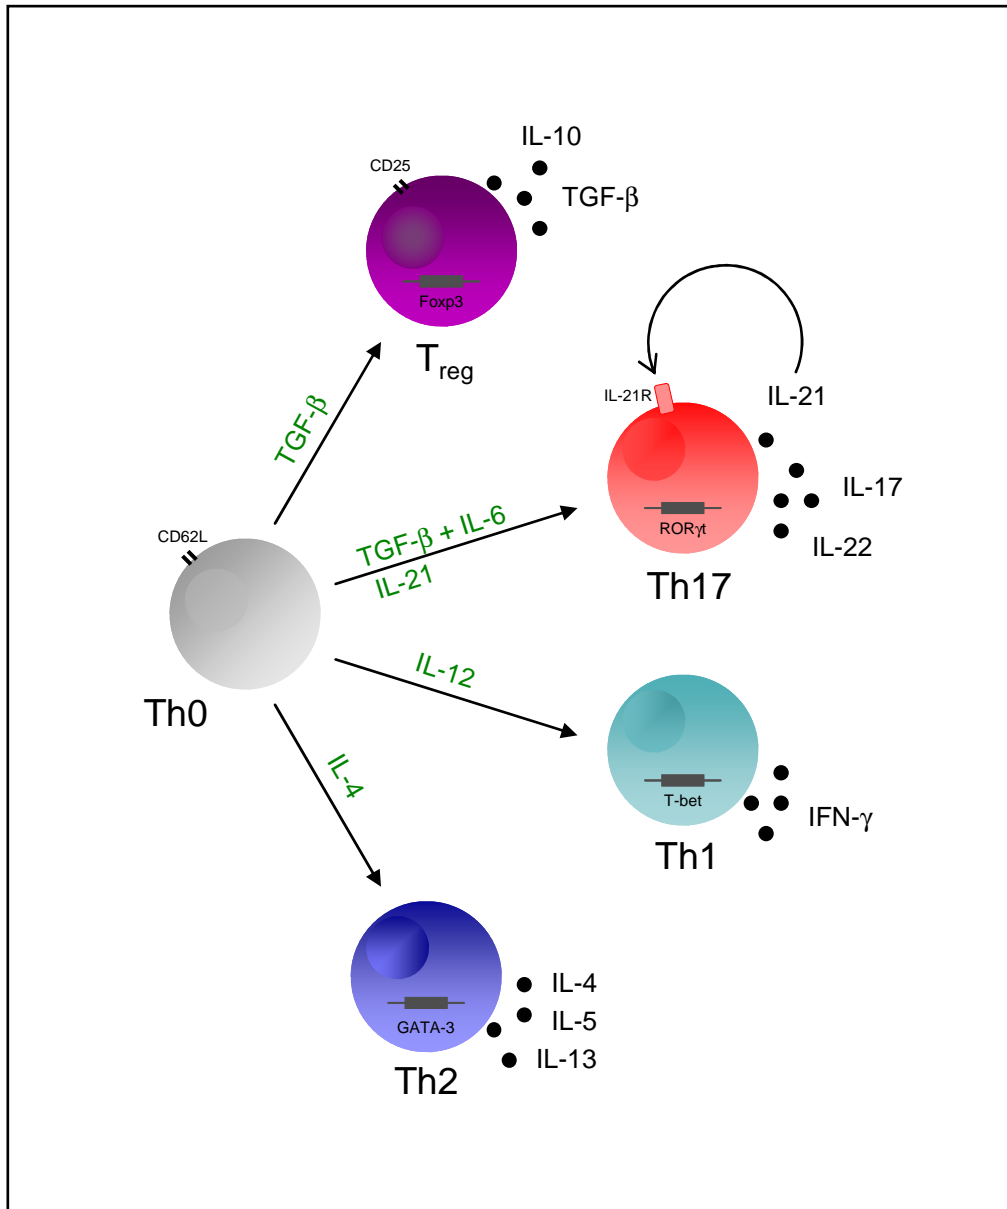 IL-10
CD25
TGF-β
Foxp3
Treg
TGF-β
IL-21R
IL-21
IL-17
RORγt
IL-22
Th17
TGF-β + IL-6
IL-21
CD62L
Th0
IL-12
T-bet
IFN-γ
Th1
IL-4
GATA-3
IL-4
IL-5
IL-13
Th2